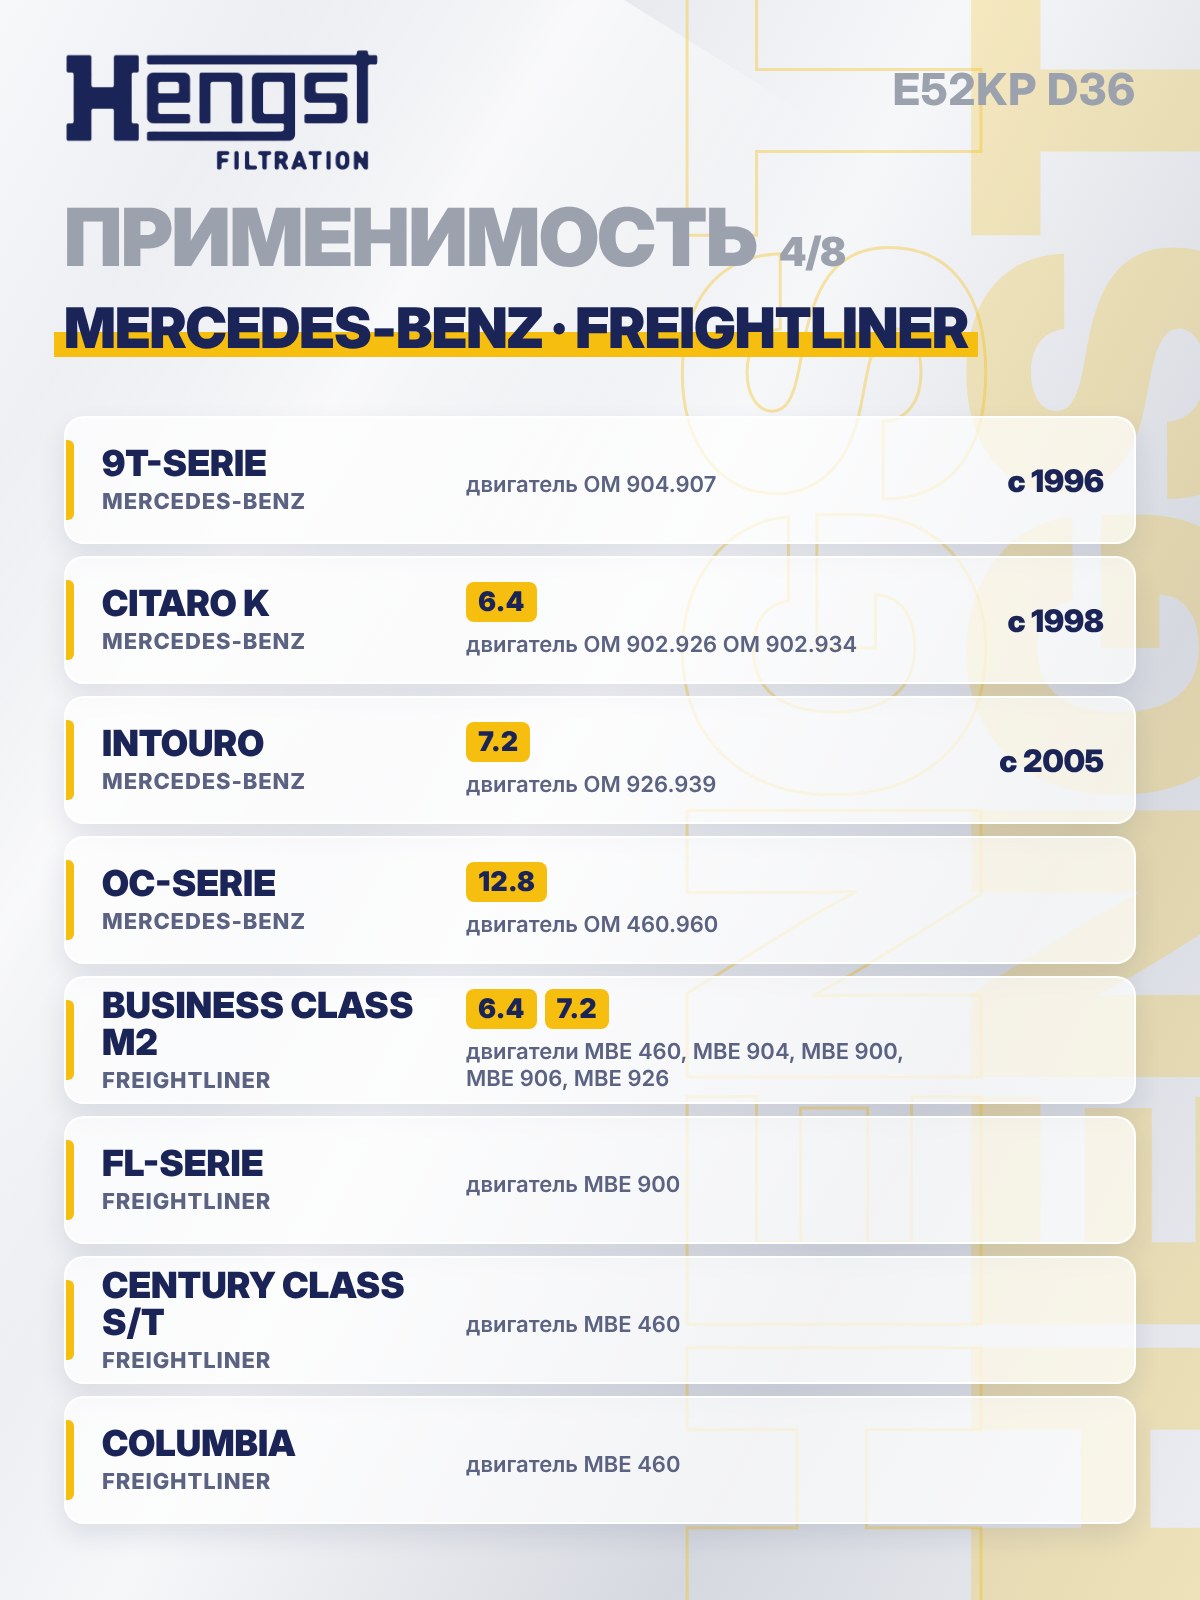 Hengst
FILTRATION
E52KP D36
ПРИМЕНИМОСТЬ 4/8
MERCEDES-BENZ · FREIGHTLINER
9T-SERIE
MERCEDES-BENZ
двигатель OM 904.907
с 1996
CITARO K
MERCEDES-BENZ
6.4
двигатель OM 902.926 OM 902.934
с 1998
INTOURO
MERCEDES-BENZ
7.2
двигатель OM 926.939
с 2005
OC-SERIE
MERCEDES-BENZ
12.8
двигатель OM 460.960
BUSINESS CLASS
M2
FREIGHTLINER
6.4 7.2
двигатели MBE 460, MBE 904, MBE 900,
MBE 906, MBE 926
FL-SERIE
FREIGHTLINER
двигатель MBE 900
CENTURY CLASS
S/T
FREIGHTLINER
двигатель MBE 460
COLUMBIA
FREIGHTLINER
двигатель MBE 460
HENGST
HENGST